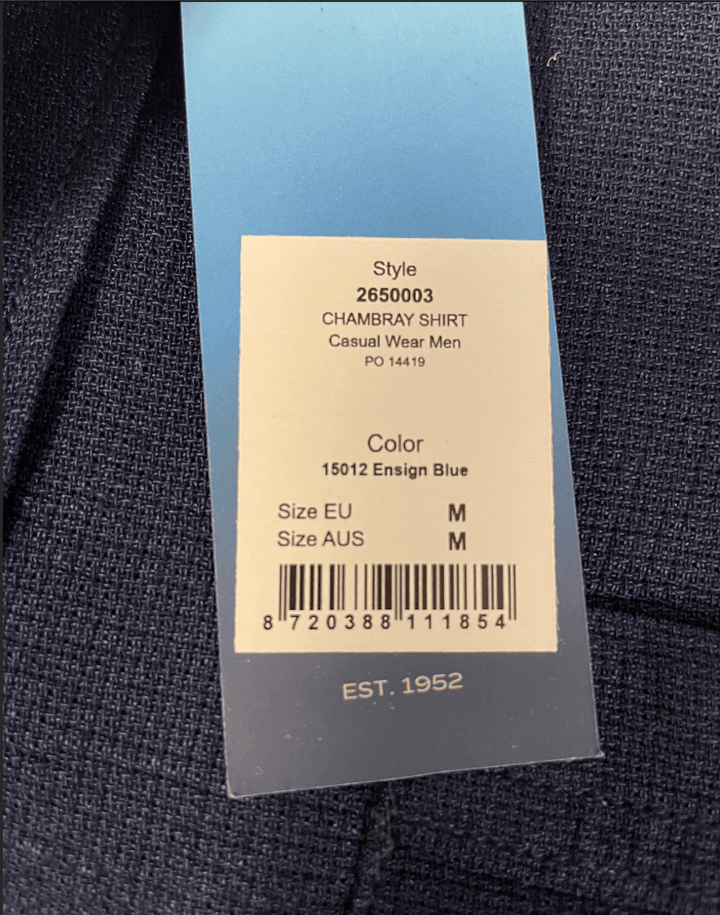 Style
2650003
CHAMBRAY SHIRT
Casual Wear Men
PO 14419
Color
15012 Ensign Blue
Size EU M
Size AUS M
8 720388 111854
EST. 1952